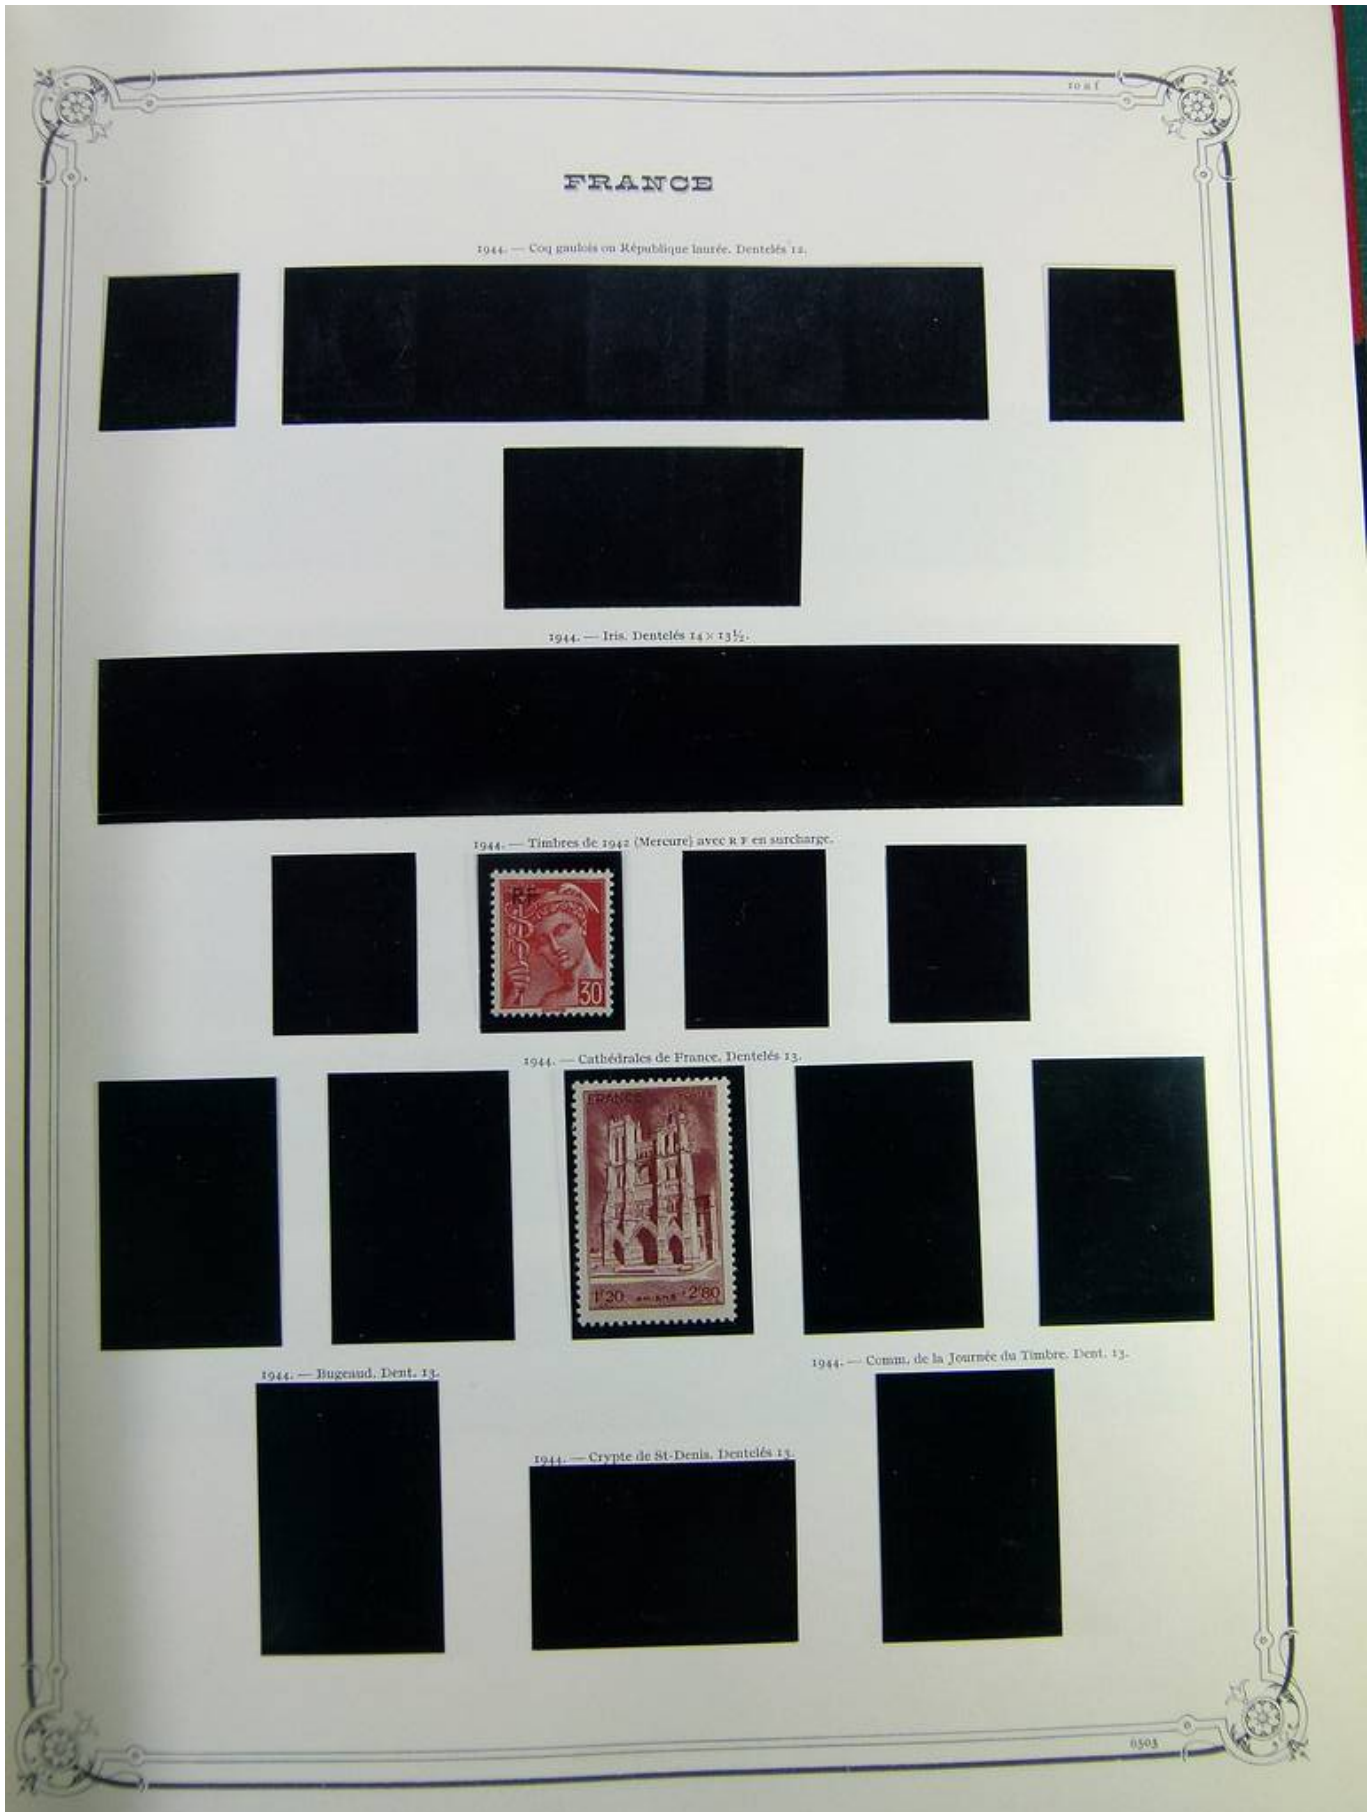 FRANCE
1944. — Coq gaulois ou République laurée. Dentelés 12.
1944. — Iris. Dentelés 14 × 13½.
1944. — Timbres de 1942 (Mercure) avec R F en surcharge.
RF
30
1944. — Cathédrales de France. Dentelés 13.
FRANCE
1F20 AMIENS +2F80
1944. — Bugeaud. Dent. 13.
1944. — Comm. de la Journée du Timbre. Dent. 13.
1944. — Crypte de St-Denis. Dentelés 13.
0503